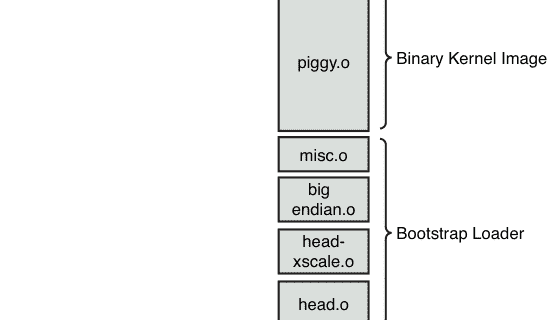 piggy.o
Binary Kernel Image
misc.o
big
endian.o
head-
xscale.o
Bootstrap Loader
head.o